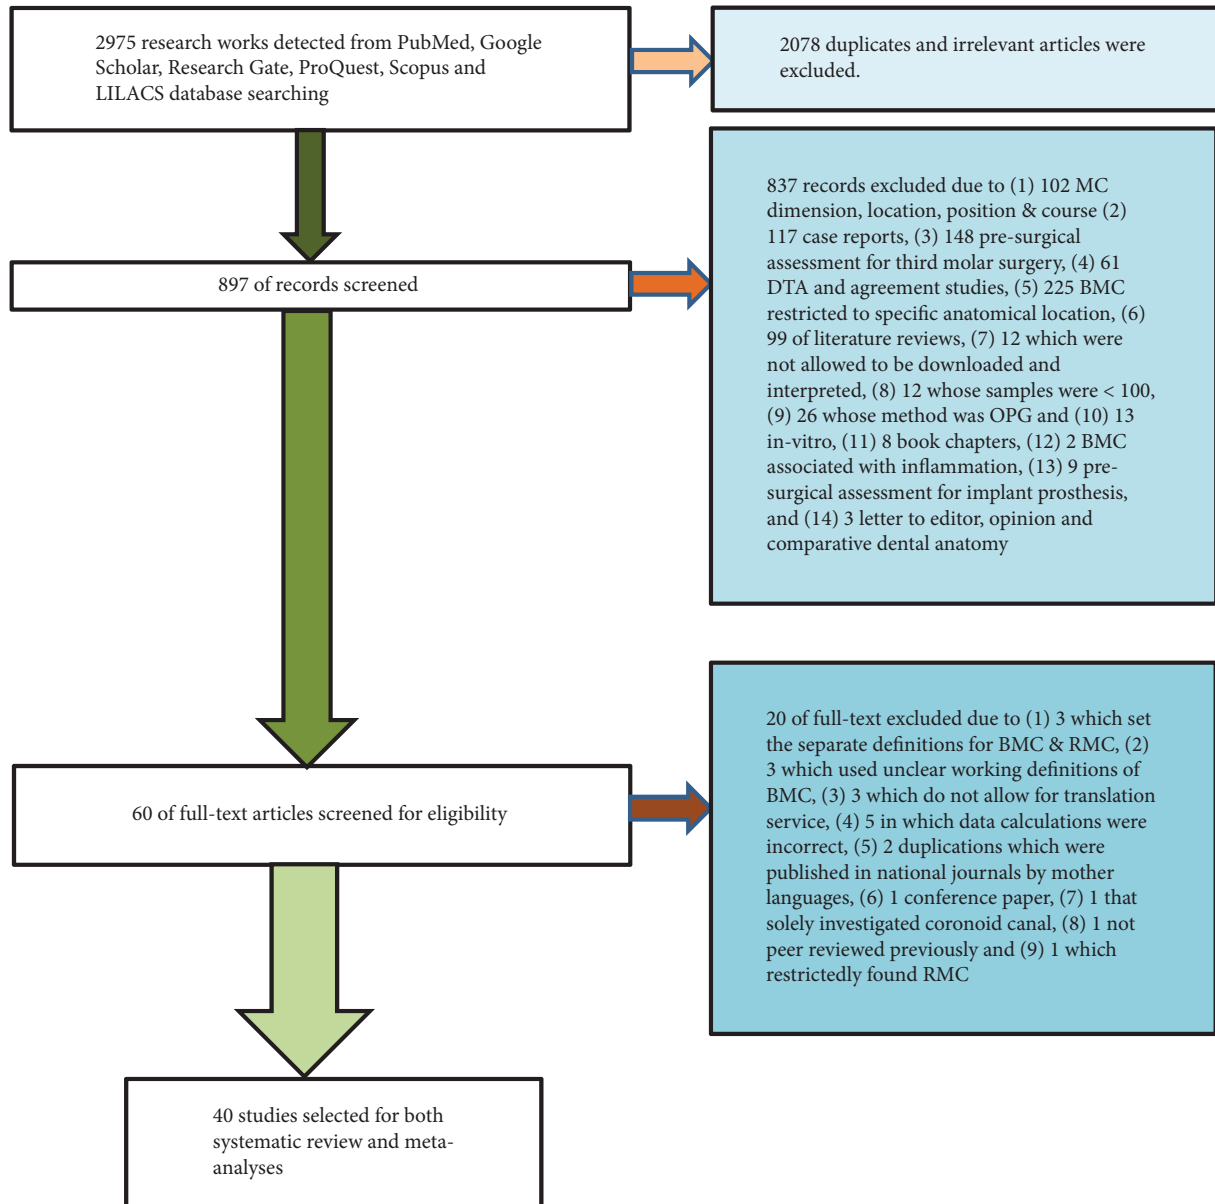 2975 research works detected from PubMed, Google
Scholar, Research Gate, ProQuest, Scopus and
LILACS database searching
2078 duplicates and irrelevant articles were
excluded.
897 of records screened
837 records excluded due to (1) 102 MC
dimension, location, position & course (2)
117 case reports, (3) 148 pre-surgical
assessment for third molar surgery, (4) 61
DTA and agreement studies, (5) 225 BMC
restricted to specific anatomical location, (6)
99 of literature reviews, (7) 12 which were
not allowed to be downloaded and
interpreted, (8) 12 whose samples were < 100,
(9) 26 whose method was OPG and (10) 13
in-vitro, (11) 8 book chapters, (12) 2 BMC
associated with inflammation, (13) 9 pre-
surgical assessment for implant prosthesis,
and (14) 3 letter to editor, opinion and
comparative dental anatomy
60 of full-text articles screened for eligibility
20 of full-text excluded due to (1) 3 which set
the separate definitions for BMC & RMC, (2)
3 which used unclear working definitions of
BMC, (3) 3 which do not allow for translation
service, (4) 5 in which data calculations were
incorrect, (5) 2 duplications which were
published in national journals by mother
languages, (6) 1 conference paper, (7) 1 that
solely investigated coronoid canal, (8) 1 not
peer reviewed previously and (9) 1 which
restrictedly found RMC
40 studies selected for both
systematic review and meta-
analyses